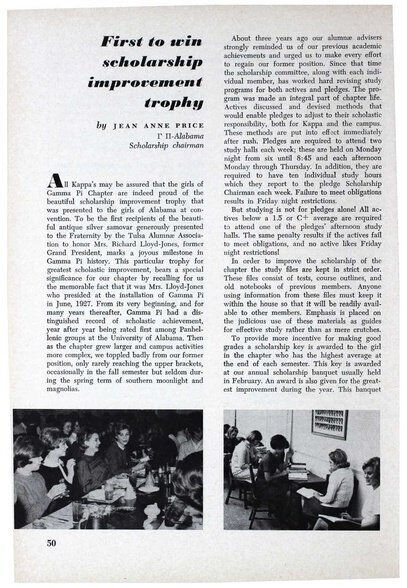 First to win
scholarship
improvement
trophy
by JEAN ANNE PRICE
Γ Π-Alabama
Scholarship chairman
All Kappa's may be assured that the girls of
Gamma Pi Chapter are indeed proud of the
beautiful scholarship improvement trophy that
was presented to the girls of Alabama at con-
vention. To be the first recipients of the beauti-
ful antique silver samovar generously presented
to the Fraternity by the Tulsa Alumnæ Associa-
tion to honor Mrs. Richard Lloyd-Jones, former
Grand President, marks a joyous milestone in
Gamma Pi history. This particular trophy for
greatest scholastic improvement, bears a special
significance for our chapter by recalling for us
the memorable fact that it was Mrs. Lloyd-Jones
who presided at the installation of Gamma Pi
in June, 1927. From its very beginning, and for
many years thereafter, Gamma Pi had a dis-
tinguished record of scholastic achievement,
year after year being rated first among Panhel-
lenic groups at the University of Alabama. Then
as the chapter grew larger and campus activities
more complex, we toppled badly from our former
position, only rarely reaching the upper brackets,
occasionally in the fall semester but seldom dur-
ing the spring term of southern moonlight and
magnolias.
About three years ago our alumnæ advisers
strongly reminded us of our previous academic
achievements and urged us to make every effort
to regain our former position. Since that time
the scholarship committee, along with each indi-
vidual member, has worked hard revising study
programs for both actives and pledges. The pro-
gram was made an integral part of chapter life.
Actives discussed and devised methods that
would enable pledges to adjust to their scholastic
responsibility, both for Kappa and the campus.
These methods are put into effect immediately
after rush. Pledges are required to attend two
study halls each week; these are held on Monday
night from six until 8:45 and each afternoon
Monday through Thursday. In addition, they are
required to have ten individual study hours
which they report to the pledge Scholarship
Chairman each week. Failure to meet obligations
results in Friday night restrictions.
But studying is not for pledges alone! All ac-
tives below a 1.5 or C+ average are required
to attend one of the pledges' afternoon study
halls. The same penalty results if the actives fail
to meet obligations, and no active likes Friday
night restrictions!
In order to improve the scholarship of the
chapter the study files are kept in strict order.
These files consist of tests, course outlines, and
old notebooks of previous members. Anyone
using information from these files must keep it
within the house so that it will be readily avail-
able to other members. Emphasis is placed on
the judicious use of these materials as guides
for effective study rather than as mere crutches.
To provide more incentive for making good
grades a scholarship key is awarded to the girl
in the chapter who has the highest average at
the end of each semester. This key is awarded
at our annual scholarship banquet usually held
in February. An award is also given for the great-
est improvement during the year. This banquet
50